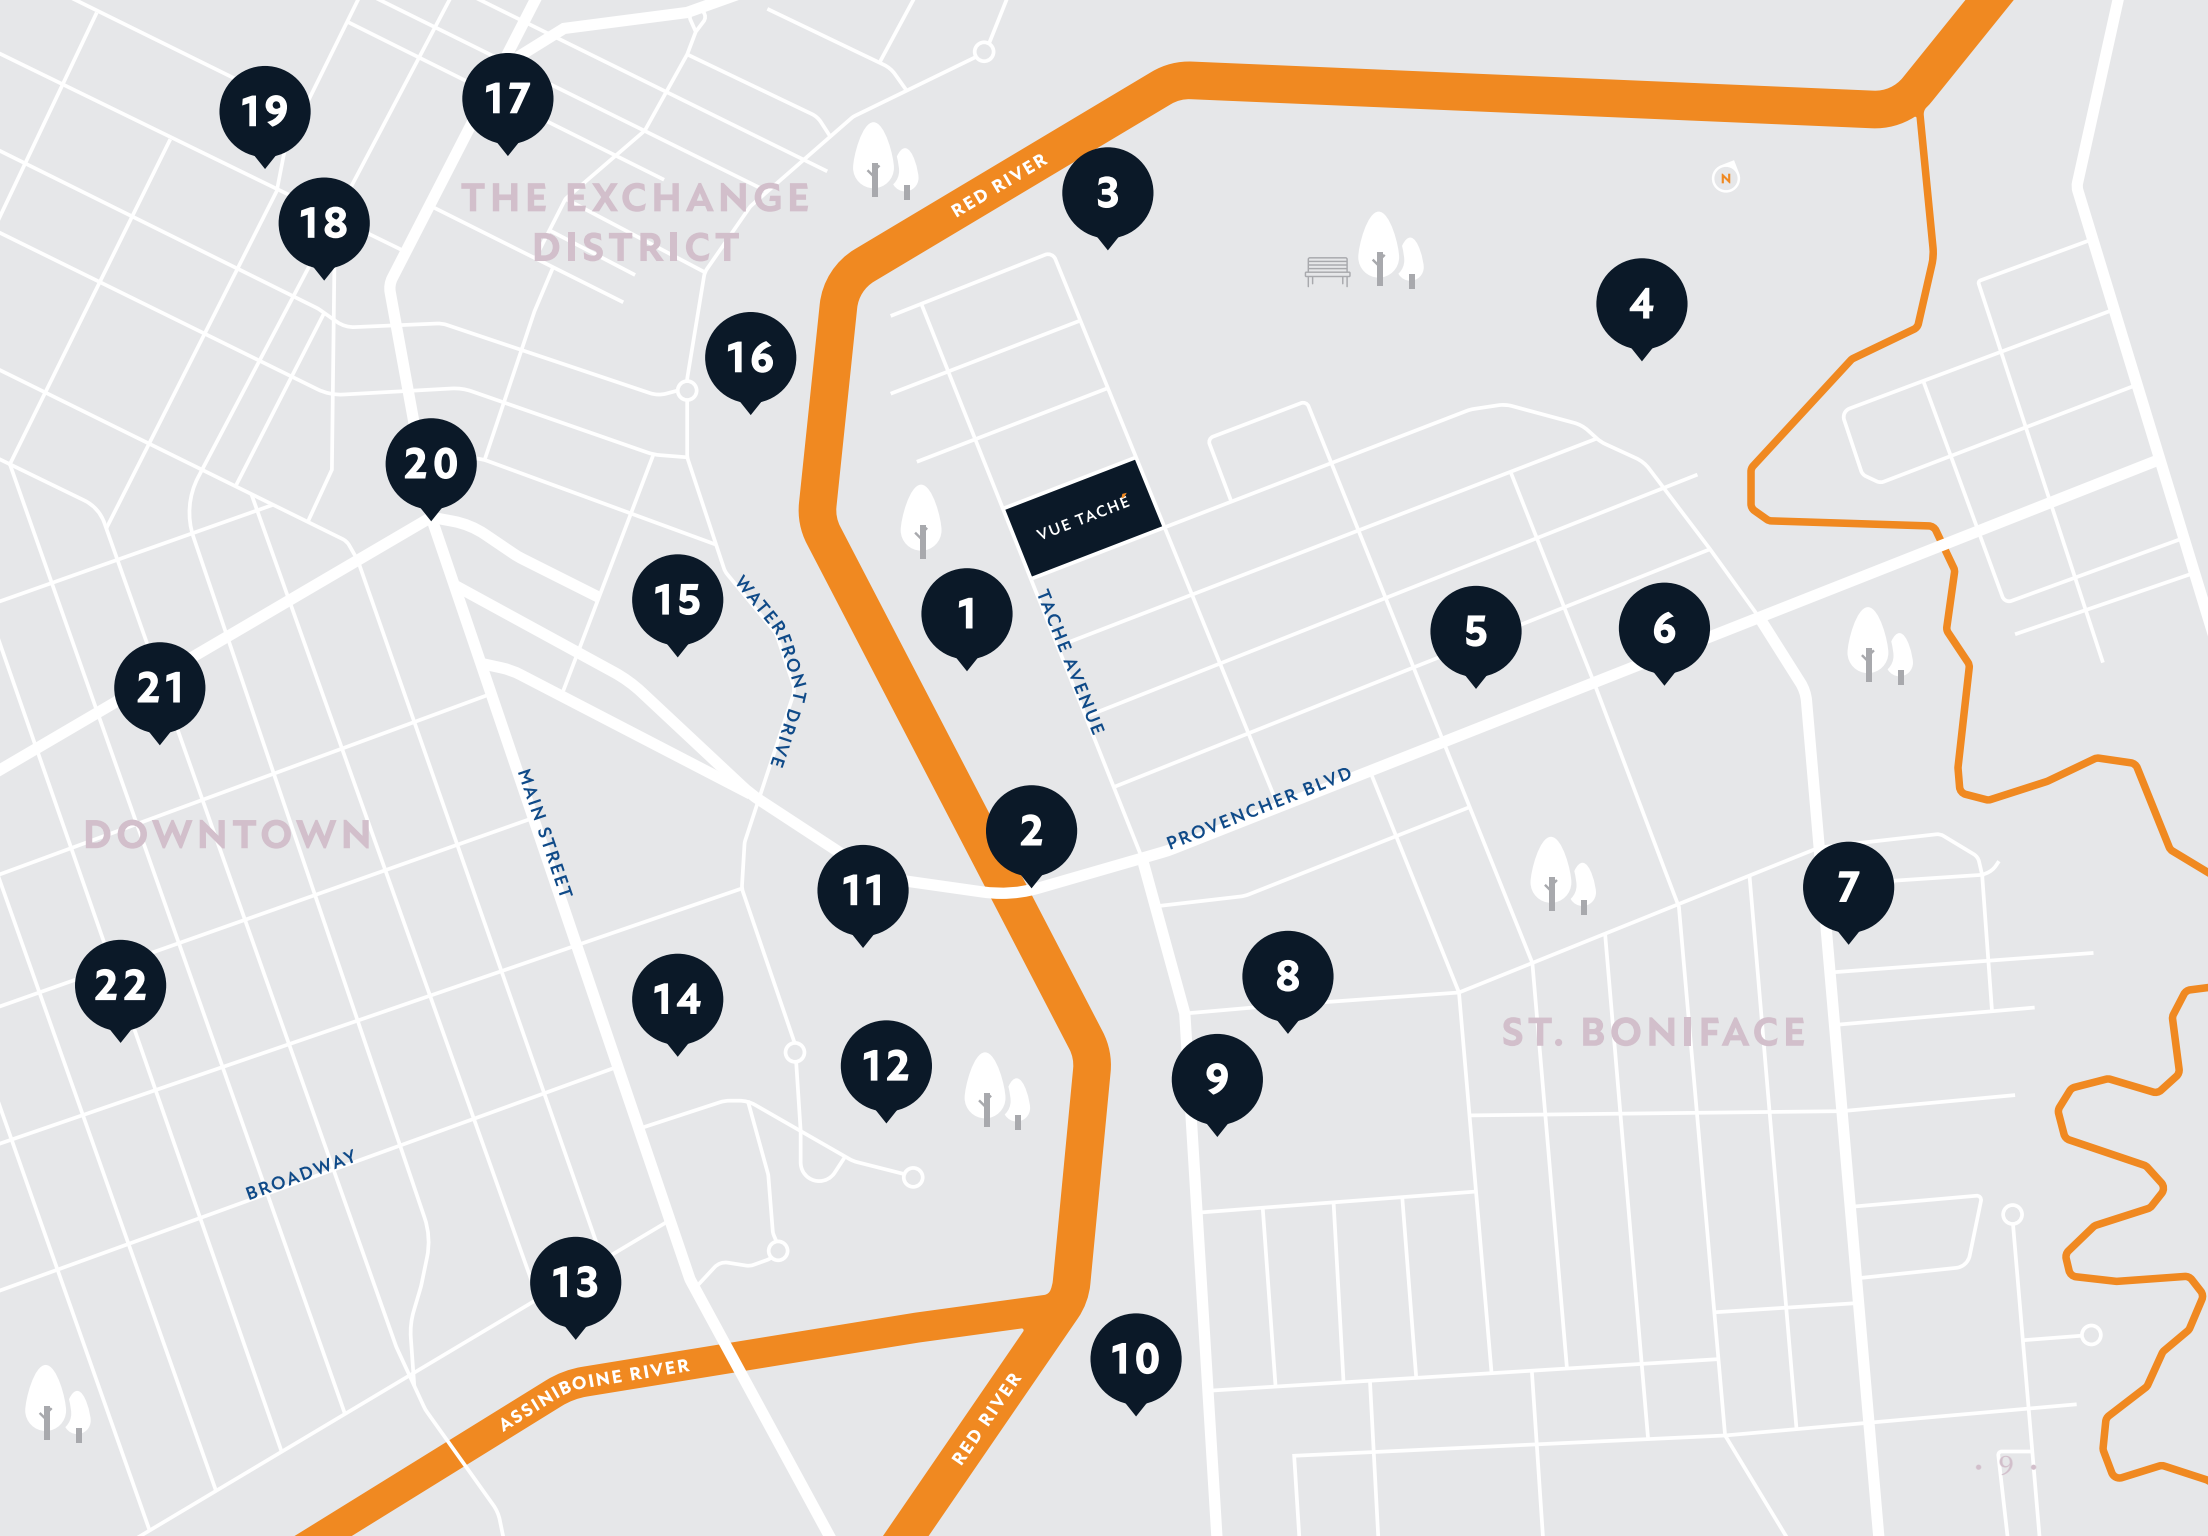 17
19
RED RIVER
3
N
THE EXCHANGE
DISTRICT
18
4
16
20
VUE TACHÉ
15
WATERFRONT DRIVE
1
TACHE AVENUE
5
6
21
MAIN STREET
DOWNTOWN
2
PROVENCHER BLVD
11
7
22
14
8
12
9
ST. BONIFACE
BROADWAY
13
ASSINIBOINE RIVER
RED RIVER
10
· 9 ·